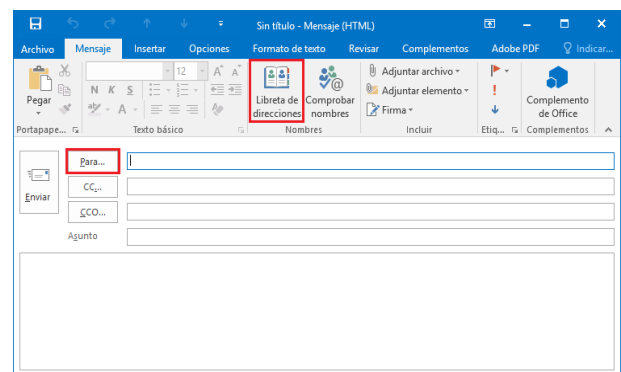 Sin título - Mensaje (HTML)
Archivo Mensaje Insertar Opciones Formato de texto Revisar Complementos Adobe PDF Indicar...
Pegar
12
N K S
A A
A
Libreta de direcciones
Comprobar nombres
Adjuntar archivo
Adjuntar elemento
Firma
Complemento de Office
Portapape... Texto básico Nombres Incluir Etiq... Complementos
Enviar
Para...
CC...
CCO...
Asunto